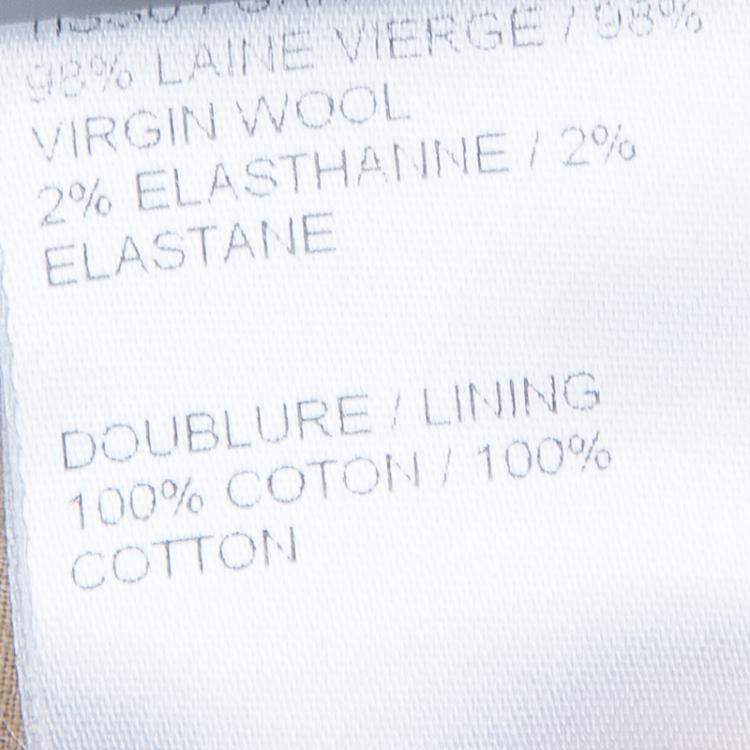 98% LAINE VIERGE / 98%
VIRGIN WOOL
2% ELASTHANNE / 2%
ELASTANE
DOUBLURE / LINING
100% COTON / 100%
COTTON